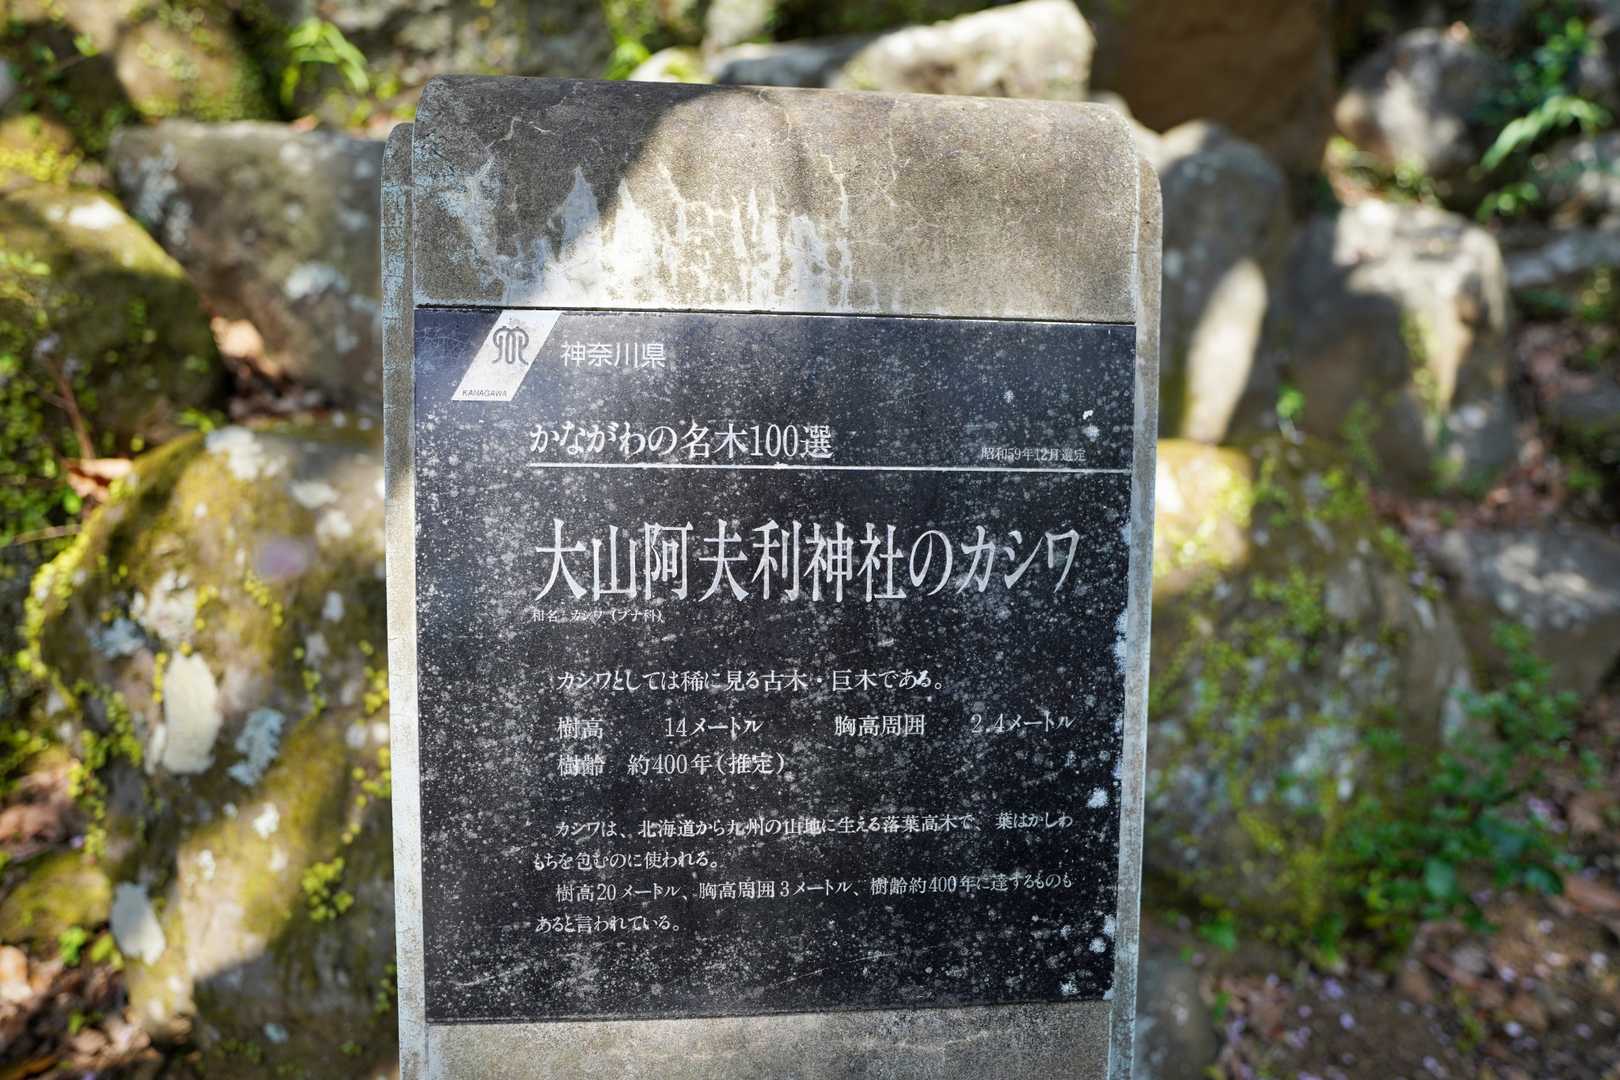 神奈川県
KANAGAWA
かながわの名木100選
昭和59年12月選定
大山阿夫利神社のカシワ
和名:カシワ(ブナ科)
カシワとしては稀に見る古木・巨木である。
樹高 14メートル 胸高周囲 2.4メートル
樹齢 約400年(推定)
カシワは、北海道から九州の山地に生える落葉高木で、葉はかしわ
もちを包むのに使われる。
樹高20メートル、胸高周囲3メートル、樹齢約400年に達するものも
あると言われている。